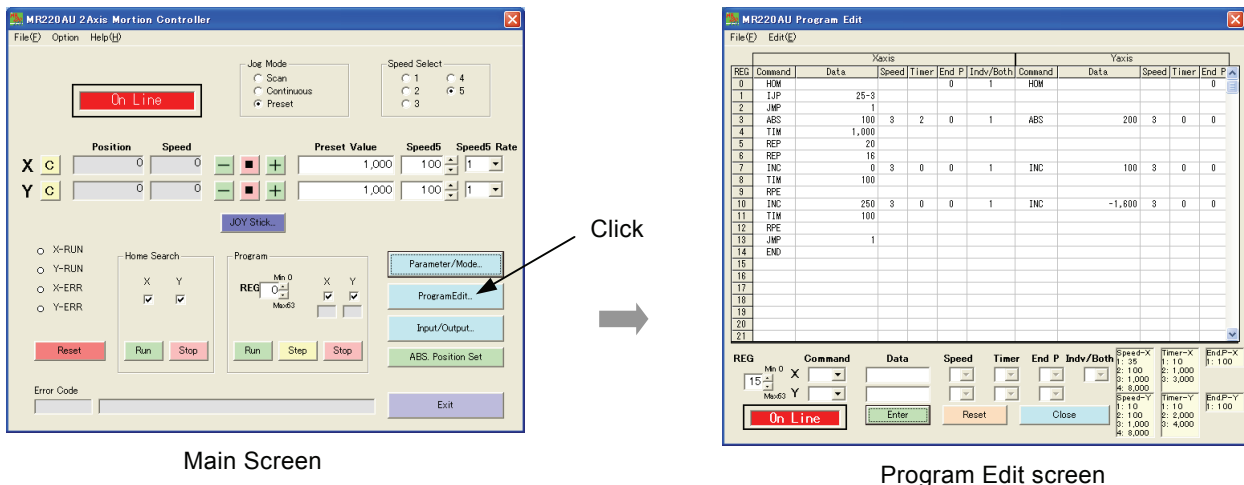 MR220AU 2Axis Mortion Controller
File(F) Option Help(H)
On Line
Jog Mode
Scan
Continuous
Preset
Speed Select
1 4
2 5
3
Position Speed Preset Value Speed5 Speed5 Rate
X C 0 0 − ■ + 1,000 100 1
Y C 0 0 − ■ + 1,000 100 1
JOY Stick...
X-RUN
Y-RUN
X-ERR
Y-ERR
Home Search
X Y
Run Stop
Program
REG Min 0 0 Max63 X Y
Run Step Stop
Parameter/Mode...
ProgramEdit...
Input/Output...
ABS. Position Set
Reset
Error Code
Exit
Main Screen
Click
MR220AU Program Edit
File(F) Edit(E)
Xaxis Yaxis
REG Command Data Speed Timer End P Indv/Both Command Data Speed Timer End P
0 HOM 0 1 HOM 0
1 IJP 25-3
2 JMP 1
3 ABS 100 3 2 0 1 ABS 200 3 0 0
4 TIM 1,000
5 REP 20
6 REP 16
7 INC 0 3 0 0 1 INC 100 3 0 0
8 TIM 100
9 RPE
10 INC 250 3 0 0 1 INC -1,600 3 0 0
11 TIM 100
12 RPE
13 JMP 1
14 END
15
16
17
18
19
20
21
REG Command Data Speed Timer End P Indv/Both
Min 0
15
Max63
X
Y
On Line
Enter Reset Close
Speed-X
1: 35
2: 100
3: 1,000
4: 8,000
Timer-X
1: 10
2: 1,000
3: 3,000
End.P-X
1: 100
Speed-Y
1: 10
2: 100
3: 1,000
4: 8,000
Timer-Y
1: 10
2: 2,000
3: 4,000
End.P-Y
1: 100
Program Edit screen